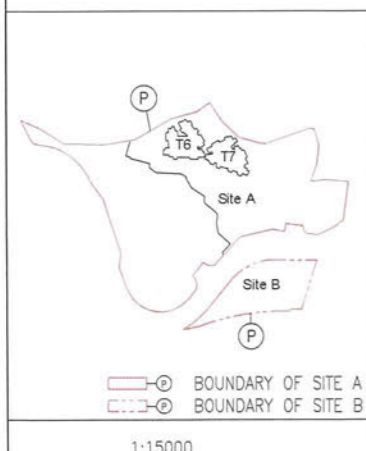 P
T6
T7
Site A
Site B
P
P BOUNDARY OF SITE A
P BOUNDARY OF SITE B
1:15000